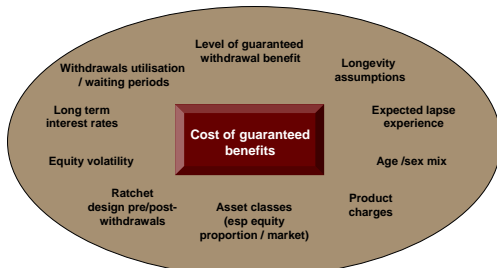 Level of guaranteed
withdrawal benefit
Longevity
assumptions
Withdrawals utilisation
/ waiting periods
Long term
interest rates
Expected lapse
experience
Cost of guaranteed
benefits
Equity volatility
Age /sex mix
Ratchet
design pre/post-
withdrawals
Asset classes
(esp equity
proportion / market)
Product
charges